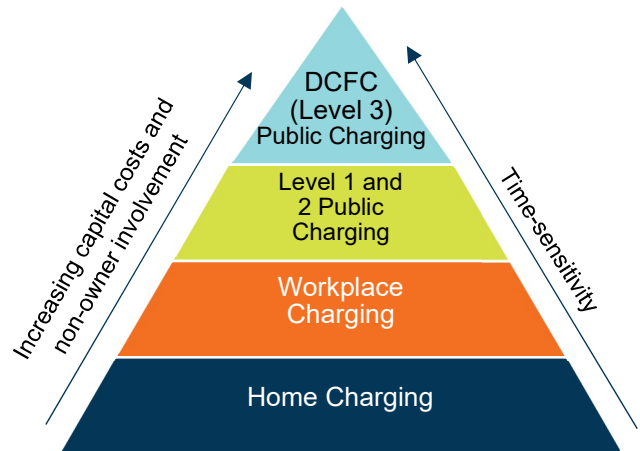 DCFC
(Level 3)
Public Charging
Level 1 and
2 Public
Charging
Workplace
Charging
Home Charging
Increasing capital costs and
non-owner involvement
Time-sensitivity